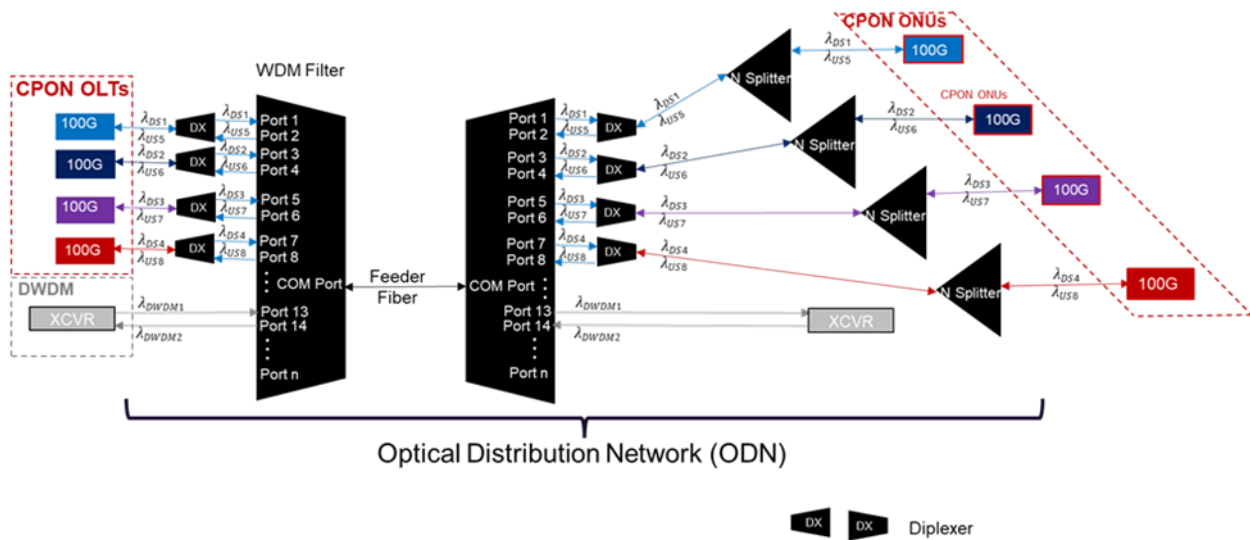 CPON OLTs
100G
100G
100G
100G
DWDM
XCVR
λDS1
λUS5
λDS2
λUS6
λDS3
λUS7
λDS4
λUS8
λDWDM1
λDWDM2
DX
DX
DX
DX
λDS1
λUS5
λDS2
λUS6
λDS3
λUS7
λDS4
λUS8
WDM Filter
Port 1
Port 2
Port 3
Port 4
Port 5
Port 6
Port 7
Port 8
COM Port
Port 13
Port 14
Port n
Feeder
Fiber
Port 1
Port 2
Port 3
Port 4
Port 5
Port 6
Port 7
Port 8
COM Port
Port 13
Port 14
Port n
λDS1
λUS5
λDS2
λUS6
λDS3
λUS7
λDS4
λUS8
λDWDM1
λDWDM2
DX
DX
DX
DX
XCVR
λDS1
λUS5
λDS2
λUS6
λDS3
λUS7
λDS4
λUS8
N Splitter
N Splitter
N Splitter
N Splitter
λDS1
λUS5
λDS2
λUS6
λDS3
λUS7
λDS4
λUS8
CPON ONUs
100G
CPON ONUs
100G
100G
100G
Optical Distribution Network (ODN)
DX
DX
Diplexer